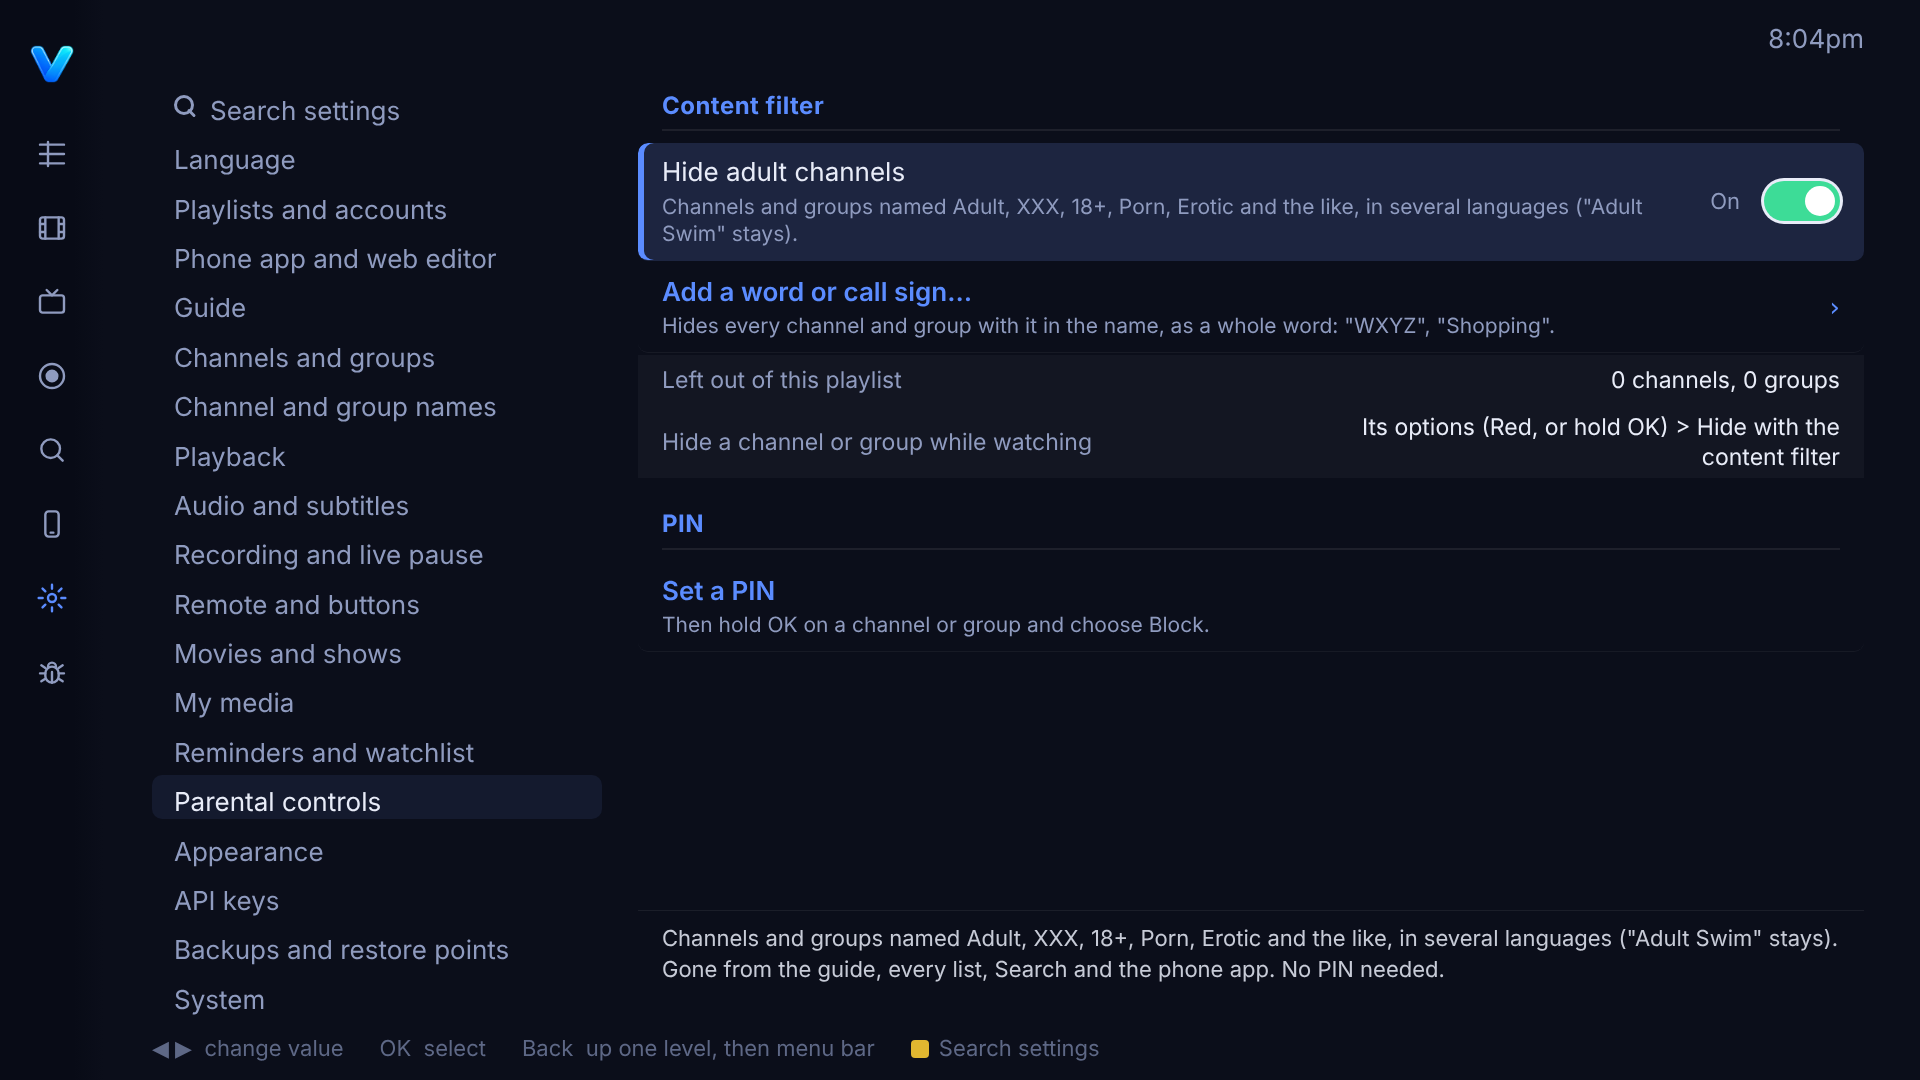 8:04pm
Search settings
Language
Playlists and accounts
Phone app and web editor
Guide
Channels and groups
Channel and group names
Playback
Audio and subtitles
Recording and live pause
Remote and buttons
Movies and shows
My media
Reminders and watchlist
Parental controls
Appearance
API keys
Backups and restore points
System
Content filter
Hide adult channels
Channels and groups named Adult, XXX, 18+, Porn, Erotic and the like, in several languages ("Adult
Swim" stays).
On
Add a word or call sign...
Hides every channel and group with it in the name, as a whole word: "WXYZ", "Shopping".
Left out of this playlist
0 channels, 0 groups
Hide a channel or group while watching
Its options (Red, or hold OK) > Hide with the
content filter
PIN
Set a PIN
Then hold OK on a channel or group and choose Block.
Channels and groups named Adult, XXX, 18+, Porn, Erotic and the like, in several languages ("Adult Swim" stays).
Gone from the guide, every list, Search and the phone app. No PIN needed.
change value OK select Back up one level, then menu bar Search settings